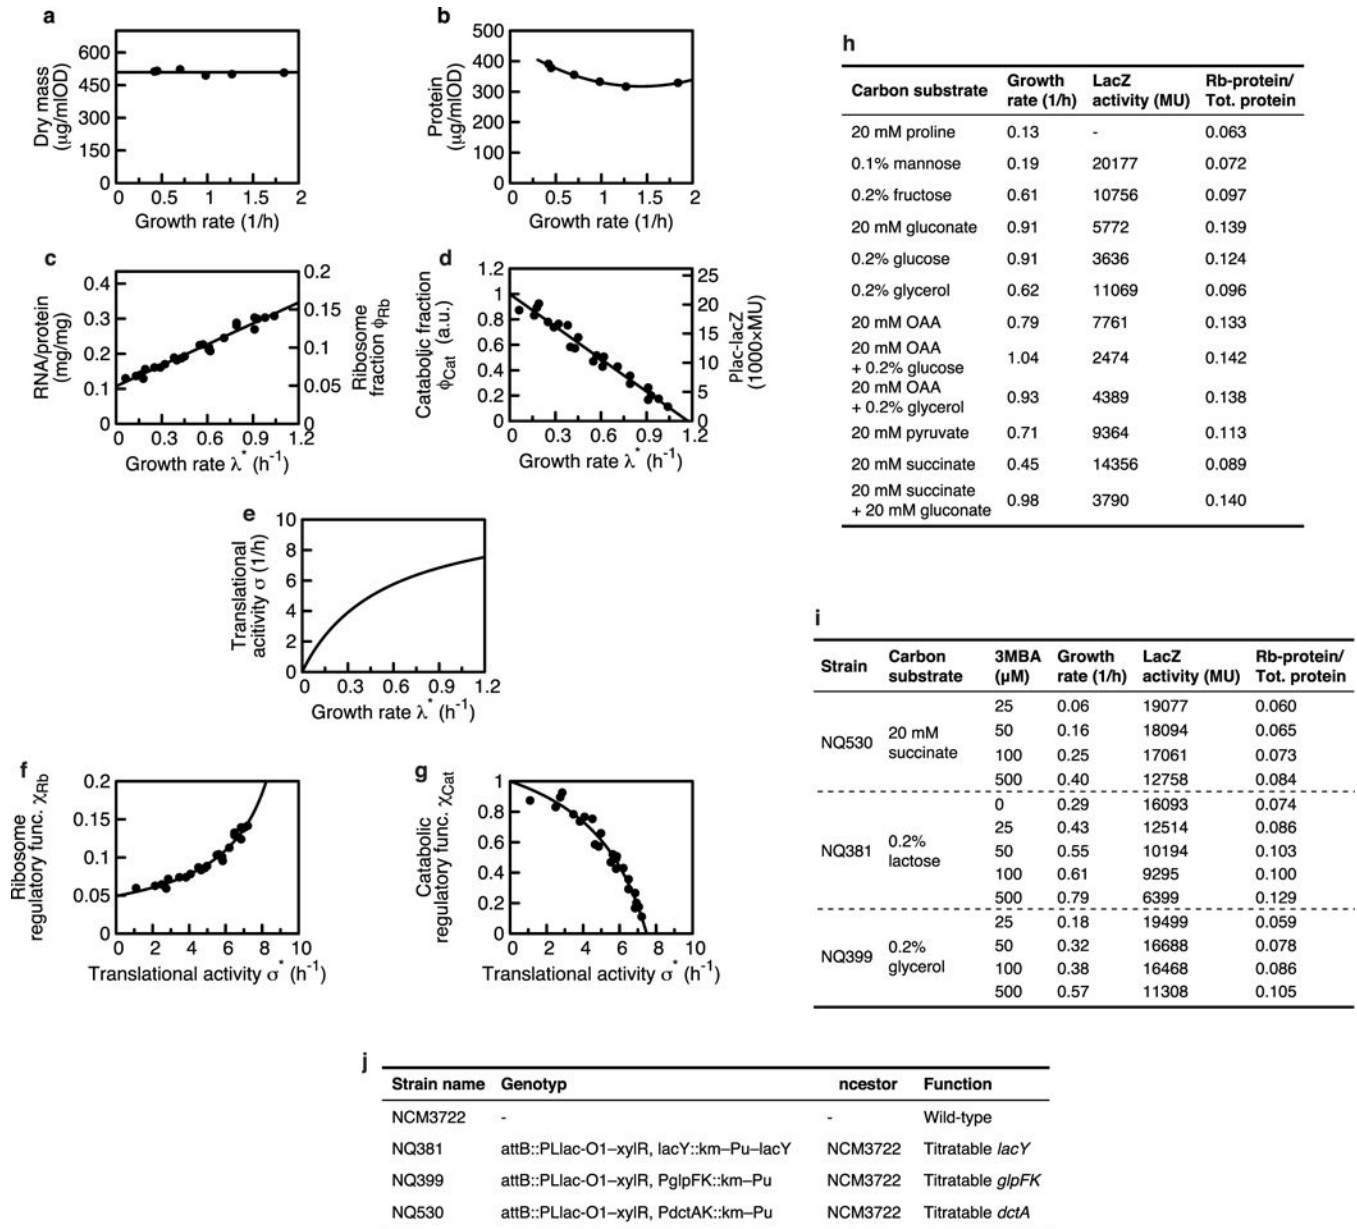 a
Dry mass
(µg/mlOD)
600
450
300
150
0
0 0.5 1 1.5 2
Growth rate (1/h)
b
Protein
(µg/mlOD)
500
400
300
200
100
0
0 0.5 1 1.5 2
Growth rate (1/h)
c
RNA/protein
(mg/mg)
0.4
0.3
0.2
0.1
0
0 0.3 0.6 0.9 1.2
Growth rate λ* (h-1)
0.2
0.15
0.1
0.05
0
Ribosome
fraction ϕRb
d
Catabolic fraction
ϕCat (a.u.)
1.2
1
0.8
0.6
0.4
0.2
0
0 0.3 0.6 0.9 1.2
Growth rate λ* (h-1)
25
20
15
10
5
0
Plac-lacZ
(1000×MU)
e
Translational
acitivity σ (1/h)
10
8
6
4
2
0
0 0.3 0.6 0.9 1.2
Growth rate λ* (h-1)
f
Ribosome
regulatory func. χRb
0.2
0.15
0.1
0.05
0
0 2 4 6 8 10
Translational activity σ* (h-1)
g
Catabolic
regulatory func. χCat
1
0.8
0.6
0.4
0.2
0
0 2 4 6 8 10
Translational activity σ* (h-1)
h
Carbon substrate Growth rate (1/h) LacZ activity (MU) Rb-protein/ Tot. protein
20 mM proline 0.13 - 0.063
0.1% mannose 0.19 20177 0.072
0.2% fructose 0.61 10756 0.097
20 mM gluconate 0.91 5772 0.139
0.2% glucose 0.91 3636 0.124
0.2% glycerol 0.62 11069 0.096
20 mM OAA 0.79 7761 0.133
20 mM OAA
+ 0.2% glucose 1.04 2474 0.142
20 mM OAA
+ 0.2% glycerol 0.93 4389 0.138
20 mM pyruvate 0.71 9364 0.113
20 mM succinate 0.45 14356 0.089
20 mM succinate
+ 20 mM gluconate 0.98 3790 0.140
i
Strain Carbon substrate 3MBA (µM) Growth rate (1/h) LacZ activity (MU) Rb-protein/ Tot. protein
NQ530 20 mM succinate
25 0.06 19077 0.060
50 0.16 18094 0.065
100 0.25 17061 0.073
500 0.40 12758 0.084
NQ381 0.2% lactose
0 0.29 16093 0.074
25 0.43 12514 0.086
50 0.55 10194 0.103
100 0.61 9295 0.100
500 0.79 6399 0.129
NQ399 0.2% glycerol
25 0.18 19499 0.059
50 0.32 16688 0.078
100 0.38 16468 0.086
500 0.57 11308 0.105
j
Strain name Genotyp ncestor Function
NCM3722 - - Wild-type
NQ381 attB::PLlac-O1–xylR, lacY::km–Pu–lacY NCM3722 Titratable lacY
NQ399 attB::PLlac-O1–xylR, PglpFK::km–Pu NCM3722 Titratable glpFK
NQ530 attB::PLlac-O1–xylR, PdctAK::km–Pu NCM3722 Titratable dctA